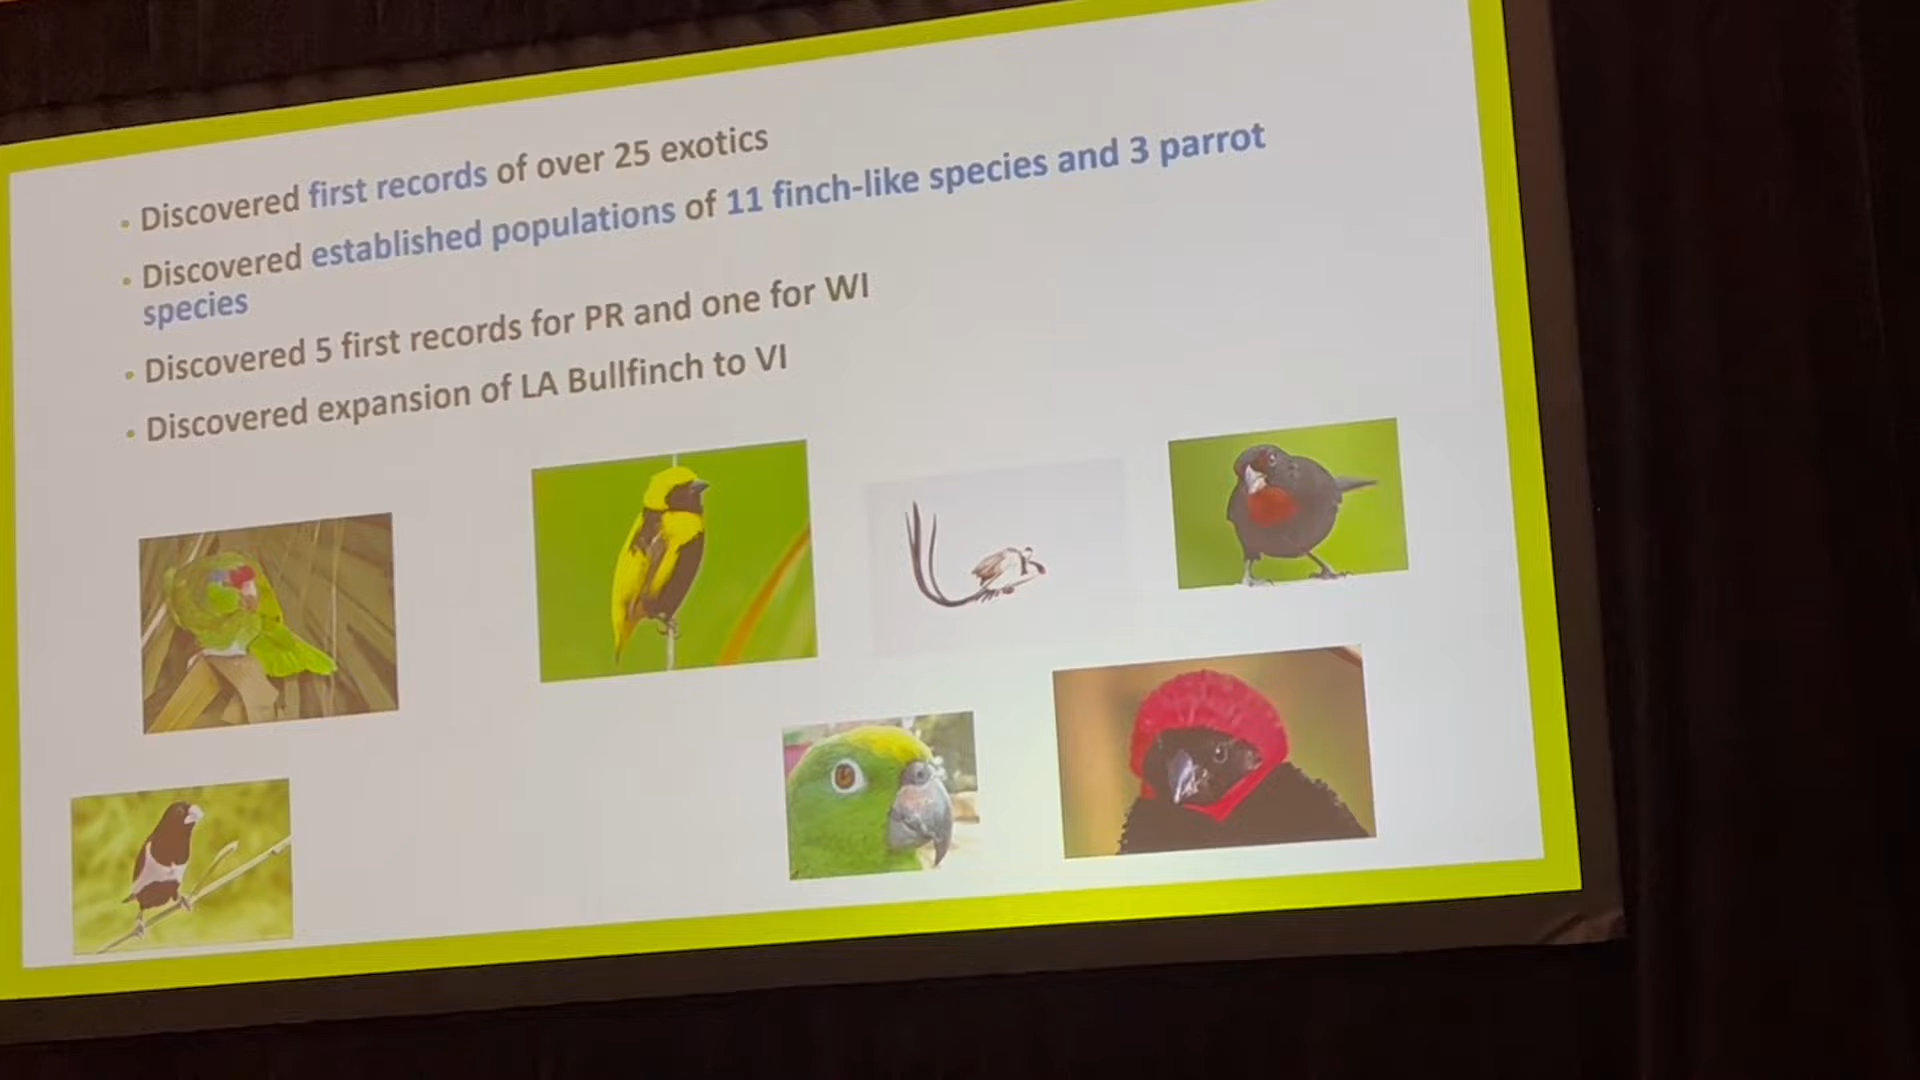 • Discovered first records of over 25 exotics
• Discovered established populations of 11 finch-like species and 3 parrot
species
• Discovered 5 first records for PR and one for WI
• Discovered expansion of LA Bullfinch to VI